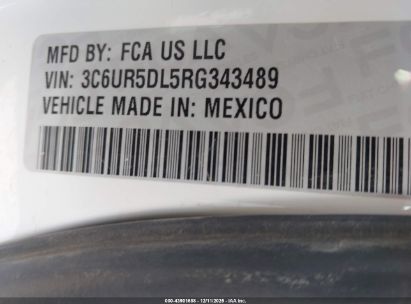 MFD BY: FCA US LLC
VIN: 3C6UR5DL5RG343489
VEHICLE MADE IN: MEXICO